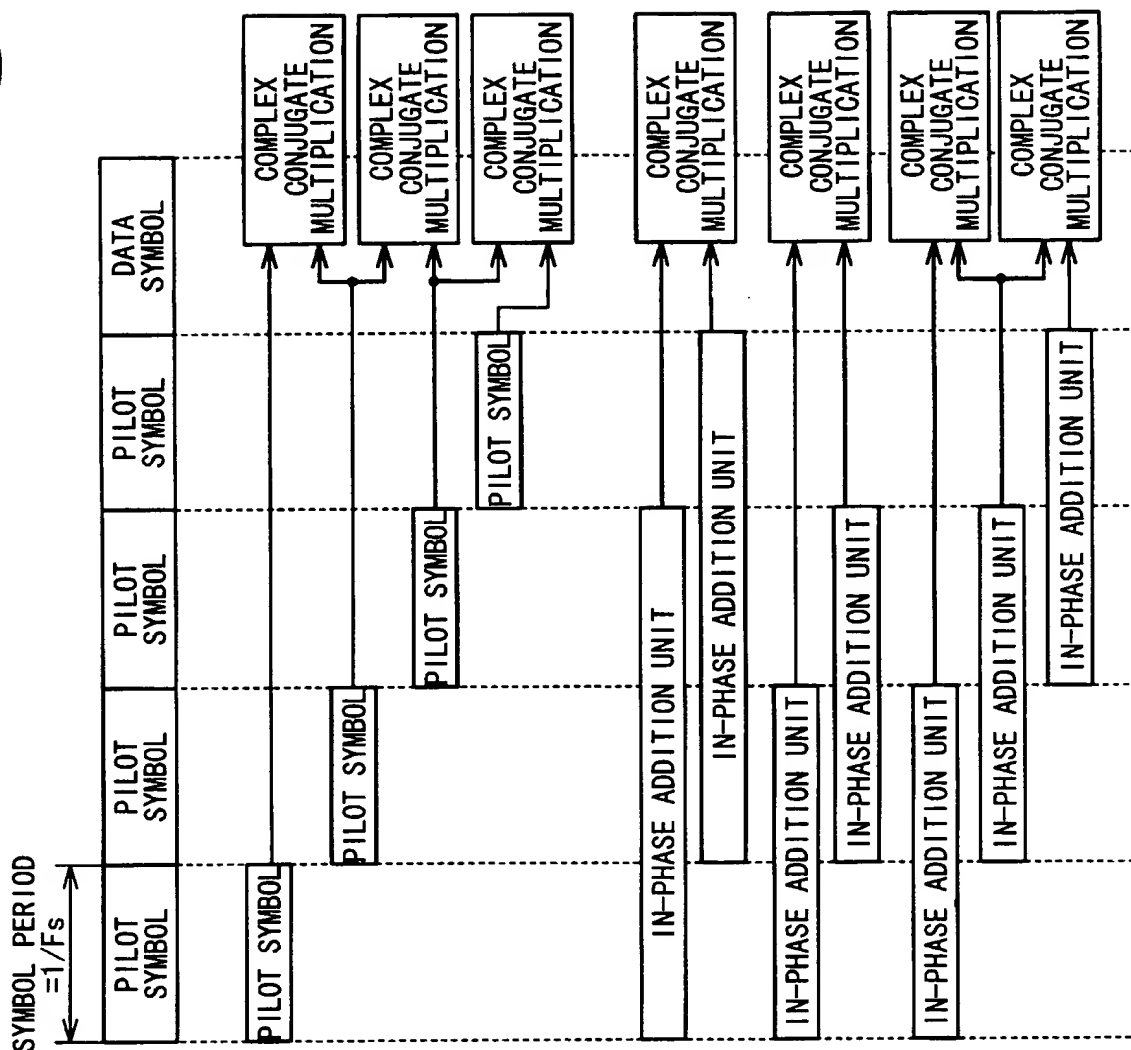 SYMBOL PERIOD
=1/Fs
PILOT
SYMBOL
PILOT
SYMBOL
PILOT
SYMBOL
PILOT
SYMBOL
DATA
SYMBOL
PILOT SYMBOL
COMPLEX
CONJUGATE
MULTIPLICATION
PILOT SYMBOL
COMPLEX
CONJUGATE
MULTIPLICATION
PILOT SYMBOL
PILOT SYMBOL
COMPLEX
CONJUGATE
MULTIPLICATION
IN-PHASE ADDITION UNIT
COMPLEX
CONJUGATE
MULTIPLICATION
IN-PHASE ADDITION UNIT
IN-PHASE ADDITION UNIT
COMPLEX
CONJUGATE
MULTIPLICATION
IN-PHASE ADDITION UNIT
IN-PHASE ADDITION UNIT
COMPLEX
CONJUGATE
MULTIPLICATION
IN-PHASE ADDITION UNIT
COMPLEX
CONJUGATE
MULTIPLICATION
IN-PHASE ADDITION UNIT